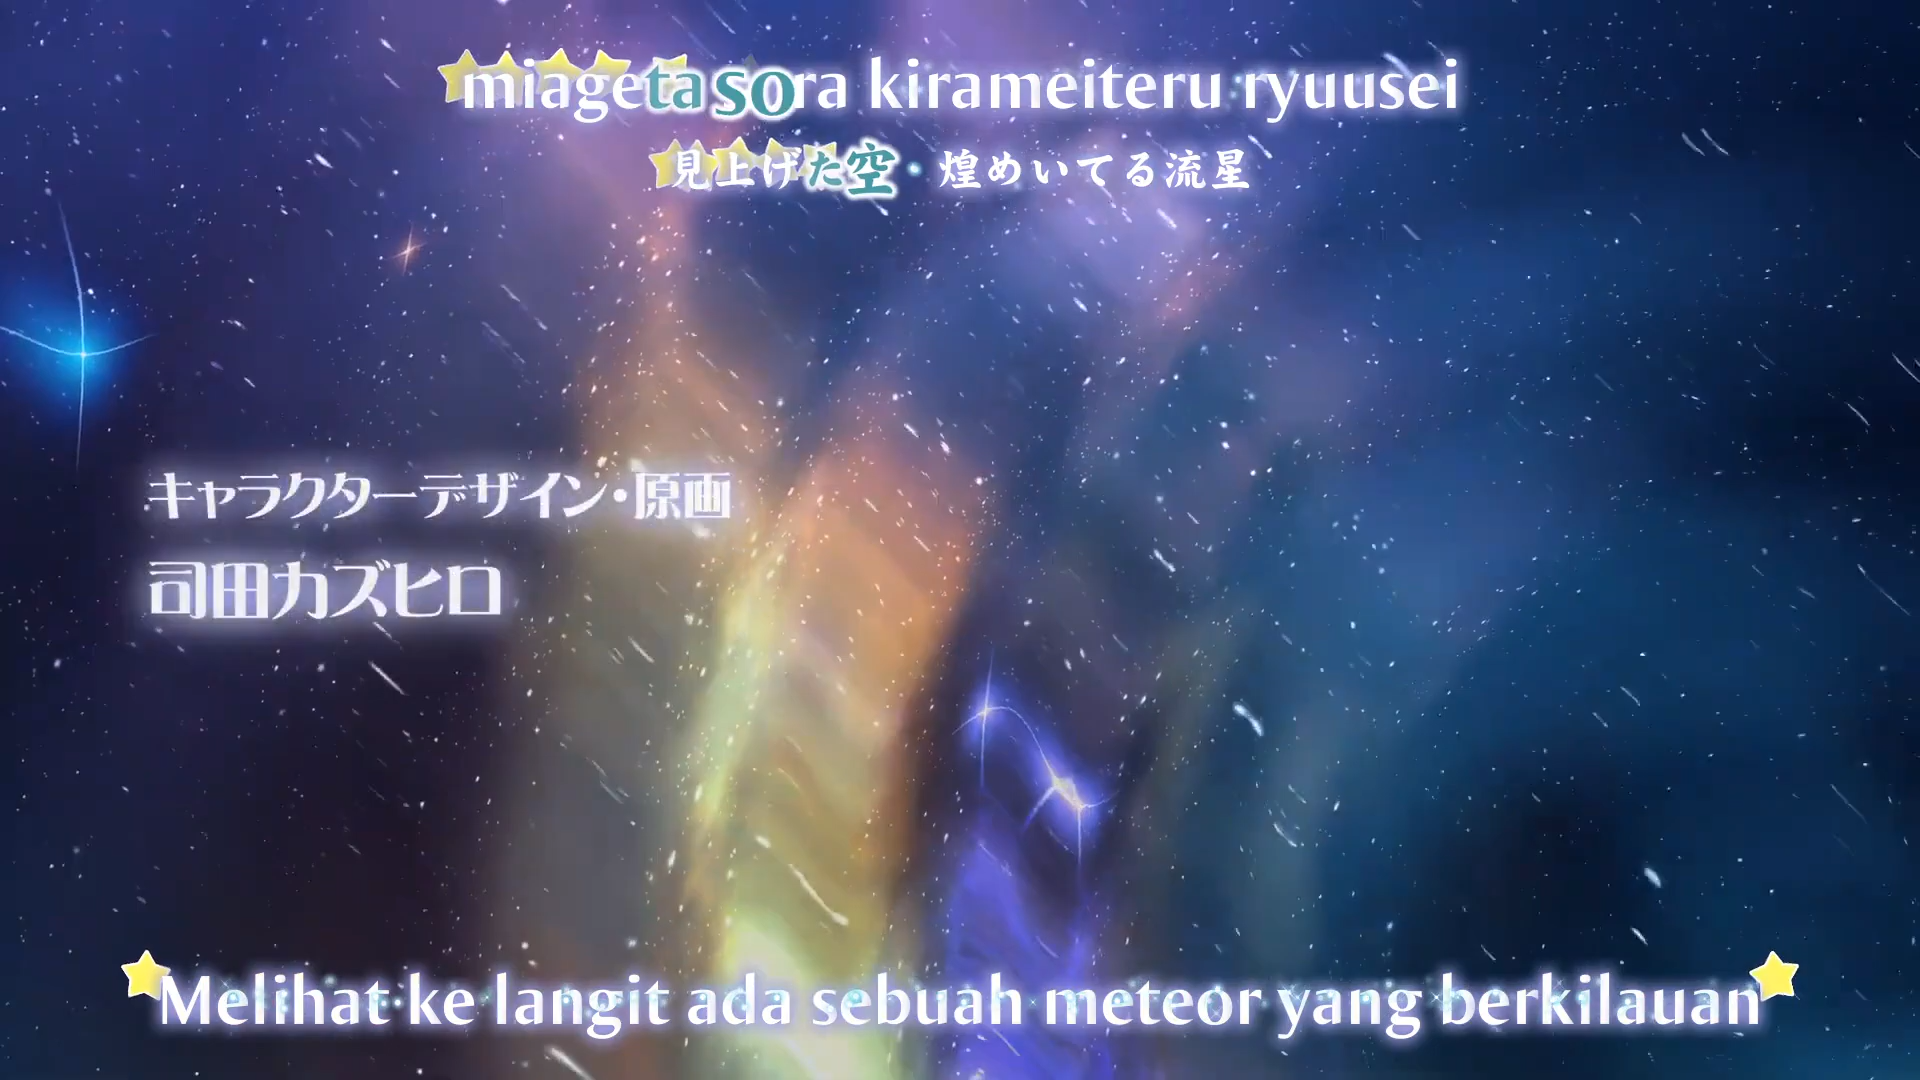 miageta sora kirameiteru ryuusei
見上げた空・煌めいてる流星
キャラクターデザイン・原画
司田カズヒロ
Melihat ke langit ada sebuah meteor yang berkilauan